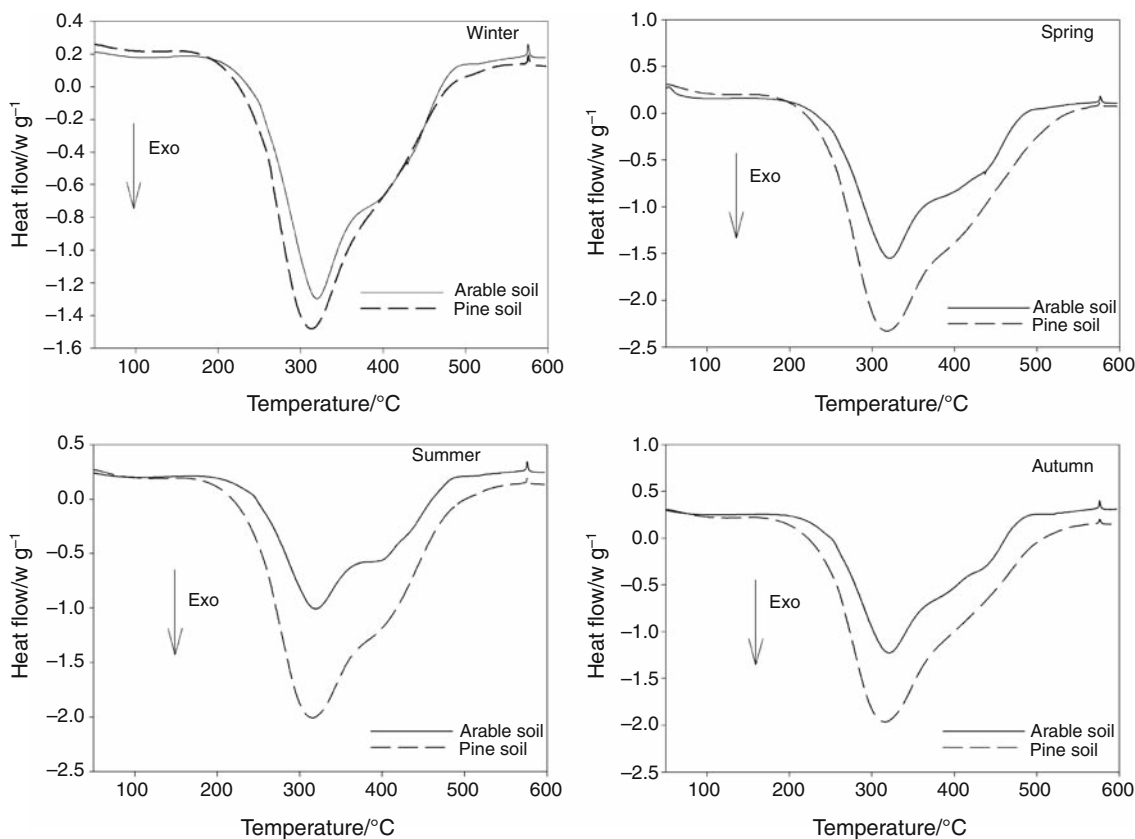 Winter
0.4
0.2
0.0
−0.4
−0.6
−0.8
−1.0
−1.2
−1.4
−1.6
Heat flow/w g−1
Exo
Arable soil
Pine soil
100 200 300 400 500 600
Temperature/°C
Spring
1.0
0.5
0.0
−0.5
−1.0
−1.5
−2.0
−2.5
Heat flow/w g−1
Exo
Arable soil
Pine soil
100 200 300 400 500 600
Temperature/°C
Summer
0.5
0.0
−0.5
−1.0
−1.5
−2.0
−2.5
Heat flow/w g−1
Exo
Arable soil
Pine soil
100 200 300 400 500 600
Temperature/°C
Autumn
1.0
0.5
0.0
−0.5
−1.0
−1.5
−2.0
−2.5
Heat flow/w g−1
Exo
Arable soil
Pine soil
100 200 300 400 500 600
Temperature/°C